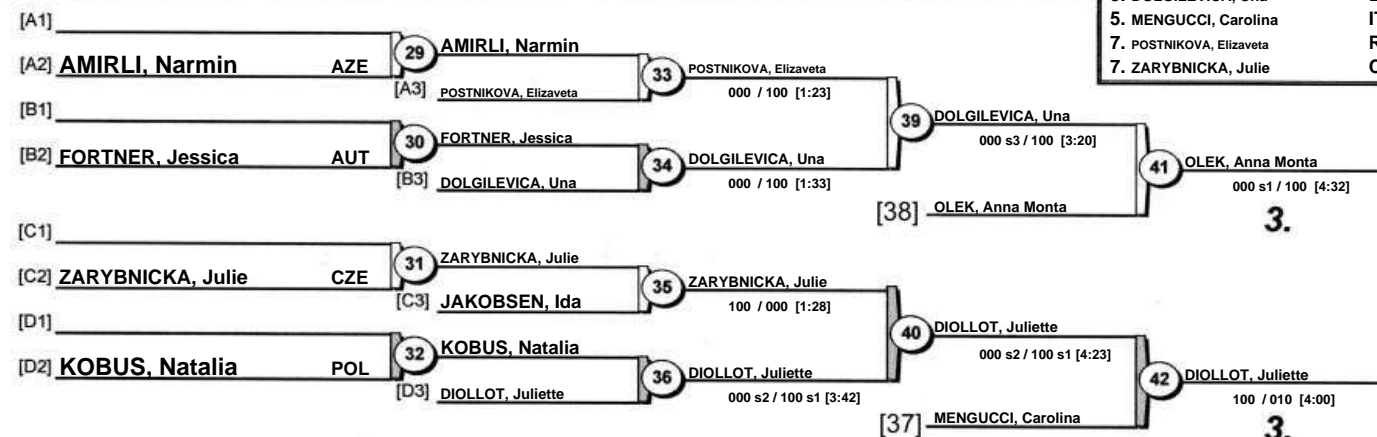 5. MENGUCCI, Carolina
7. POSTNIKOVA, Elizaveta R
7. ZARYBNICKA, Julie
[A1]
[A2] AMIRLI, Narmin AZE
29 AMIRLI, Narmin
[A3] POSTNIKOVA, Elizaveta
33 POSTNIKOVA, Elizaveta
000 / 100 [1:23]
[B1]
[B2] FORTNER, Jessica AUT
30 FORTNER, Jessica
[B3] DOLGILEVICA, Una
34 DOLGILEVICA, Una
000 / 100 [1:33]
39 DOLGILEVICA, Una
000 s3 / 100 [3:20]
[38] OLEK, Anna Monta
41 OLEK, Anna Monta
000 s1 / 100 [4:32]
3.
[C1]
[C2] ZARYBNICKA, Julie CZE
31 ZARYBNICKA, Julie
[C3] JAKOBSEN, Ida
35 ZARYBNICKA, Julie
100 / 000 [1:28]
[D1]
[D2] KOBUS, Natalia POL
32 KOBUS, Natalia
[D3] DIOLLOT, Juliette
36 DIOLLOT, Juliette
000 s2 / 100 s1 [3:42]
40 DIOLLOT, Juliette
000 s2 / 100 s1 [4:23]
[37] MENGUCCI, Carolina
42 DIOLLOT, Juliette
100 / 010 [4:00]
3.